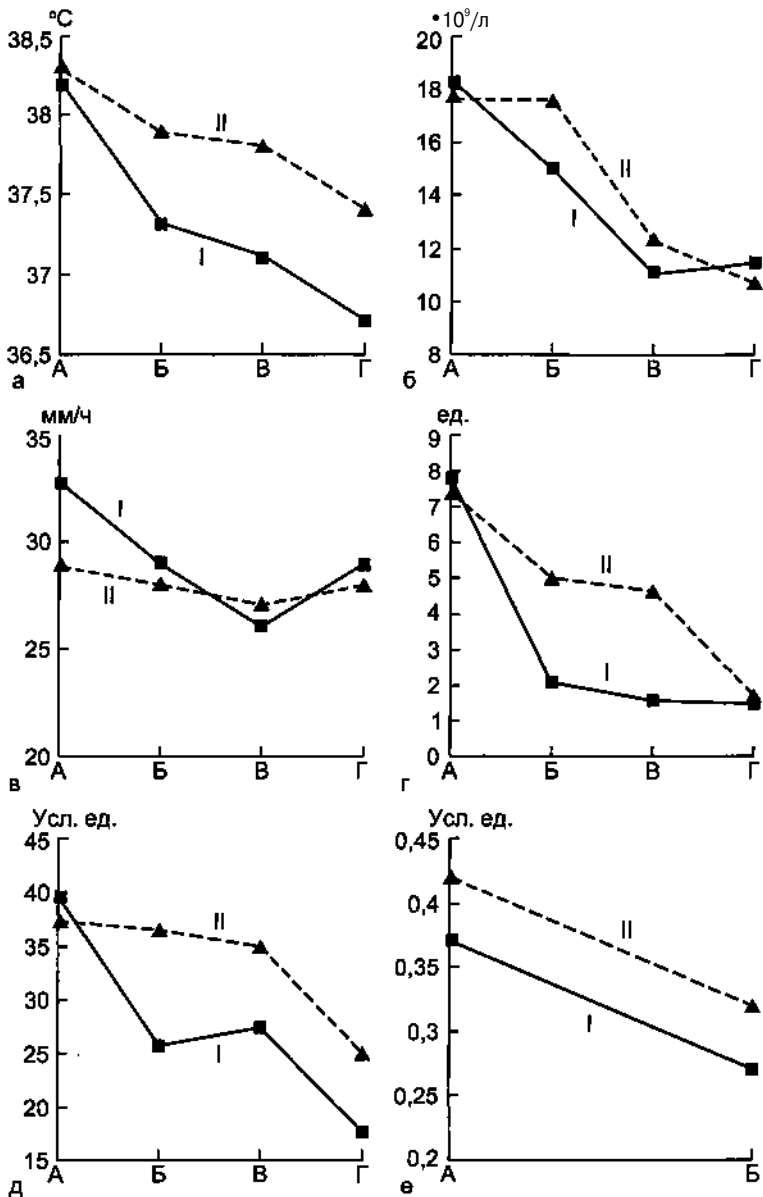 °C
38,5
38
37,5
37
36,5
II
I
А Б В Г
а
•10⁹/л
20
18
16
14
12
10
8
II
I
А Б В Г
б
мм/ч
35
30
25
20
I
II
А Б В Г
в
ед.
9
8
7
6
5
4
3
2
1
0
II
I
А Б В Г
г
Усл. ед.
45
40
35
30
25
20
15
II
I
А Б В Г
д
Усл. ед.
0,45
0,4
0,35
0,3
0,25
0,2
II
I
А Б
е